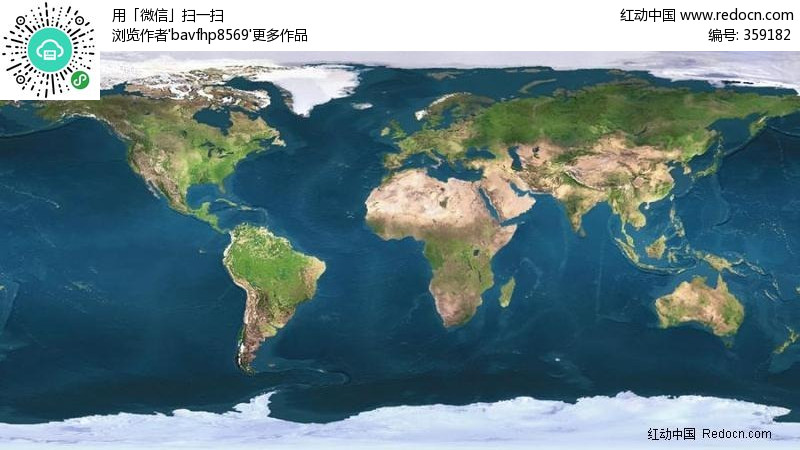 用「微信」扫一扫
浏览作者'bavfhp8569'更多作品
红动中国 www.redocn.com
编号: 359182
红动中国 Redocn.com